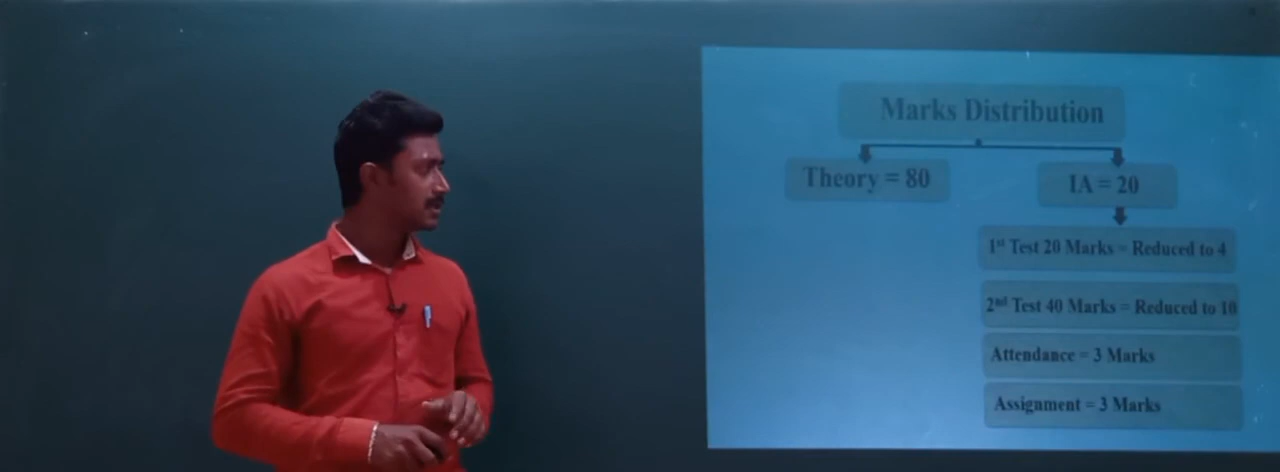 Marks Distribution
Theory = 80
IA = 20
1st Test 20 Marks = Reduced to 4
2nd Test 40 Marks = Reduced to 10
Attendance = 3 Marks
Assignment = 3 Marks